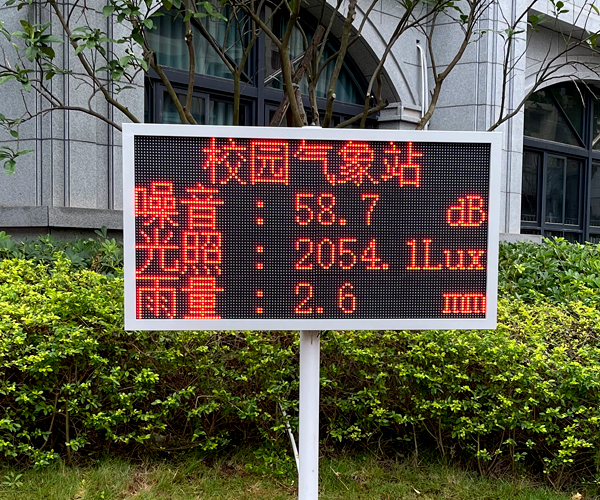 校园气象站
噪音 : 58.7 dB
光照 : 2054.1Lux
雨量 : 2.6 mm